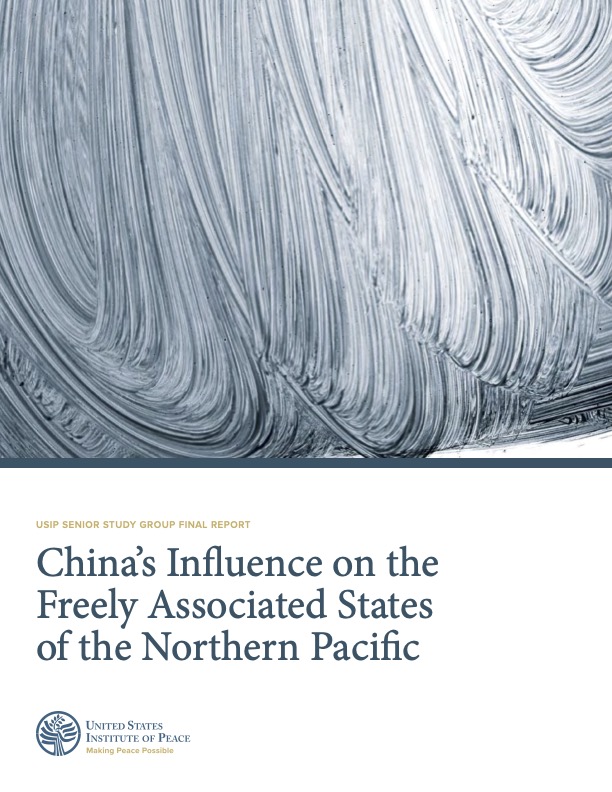 USIP SENIOR STUDY GROUP FINAL REPORT
China’s Influence on the
Freely Associated States
of the Northern Pacific
United States
Institute of Peace
Making Peace Possible